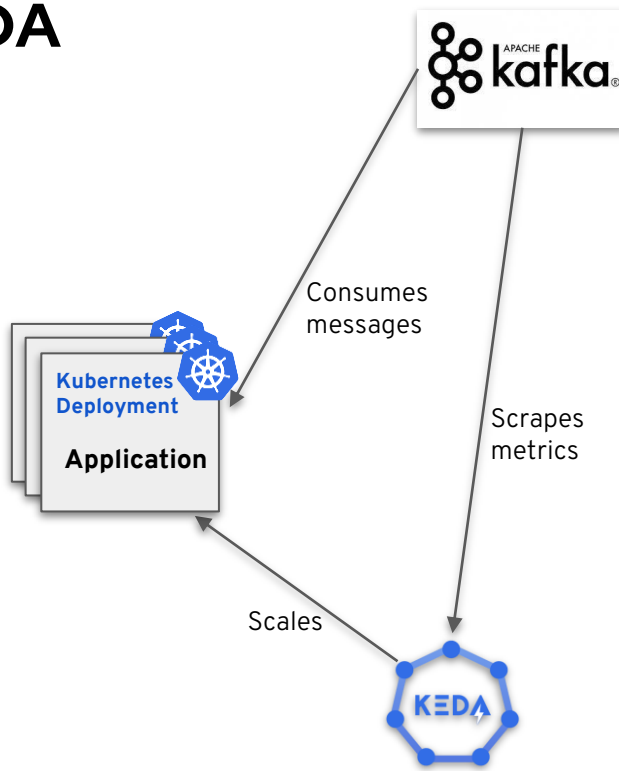 DA
APACHE
kafka®
Consumes
messages
Kubernetes
Deployment
Application
Scrapes
metrics
Scales
KEDA